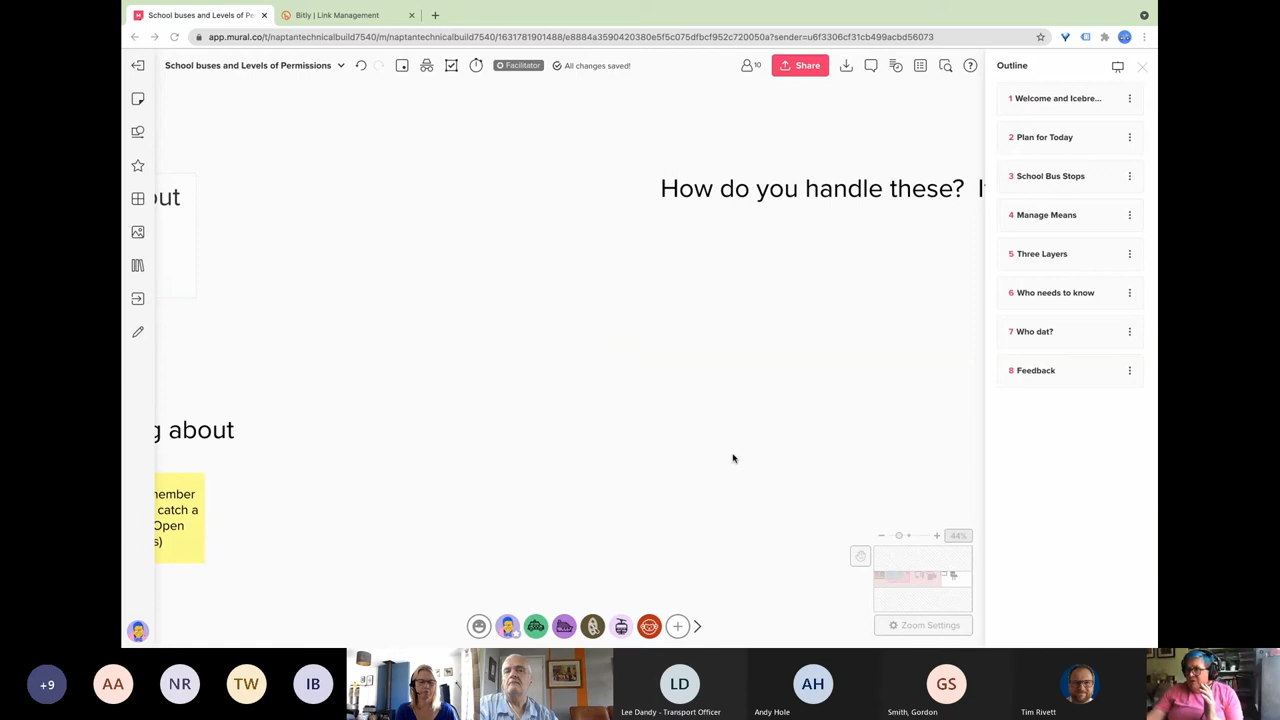 School buses and Levels of Pe
Bitly | Link Management
app.mural.co/t/naptantechnicalbuild7540/m/naptantechnicalbuild7540/1631781901488/e8884a3590420380e5f5c075dfbcf952c720050a?sender=u6f3306cf31cb499acbd56073
School buses and Levels of Permissions
Facilitator
All changes saved!
10
Share
Outline
1 Welcome and Icebre...
2 Plan for Today
3 School Bus Stops
4 Manage Means
5 Three Layers
6 Who needs to know
7 Who dat?
8 Feedback
out
How do you handle these? I
g about
member
catch a
Open
s)
44%
Zoom Settings
+9
AA
NR
TW
IB
LD
Lee Dandy - Transport Officer
AH
Andy Hole
GS
Smith, Gordon
Tim Rivett